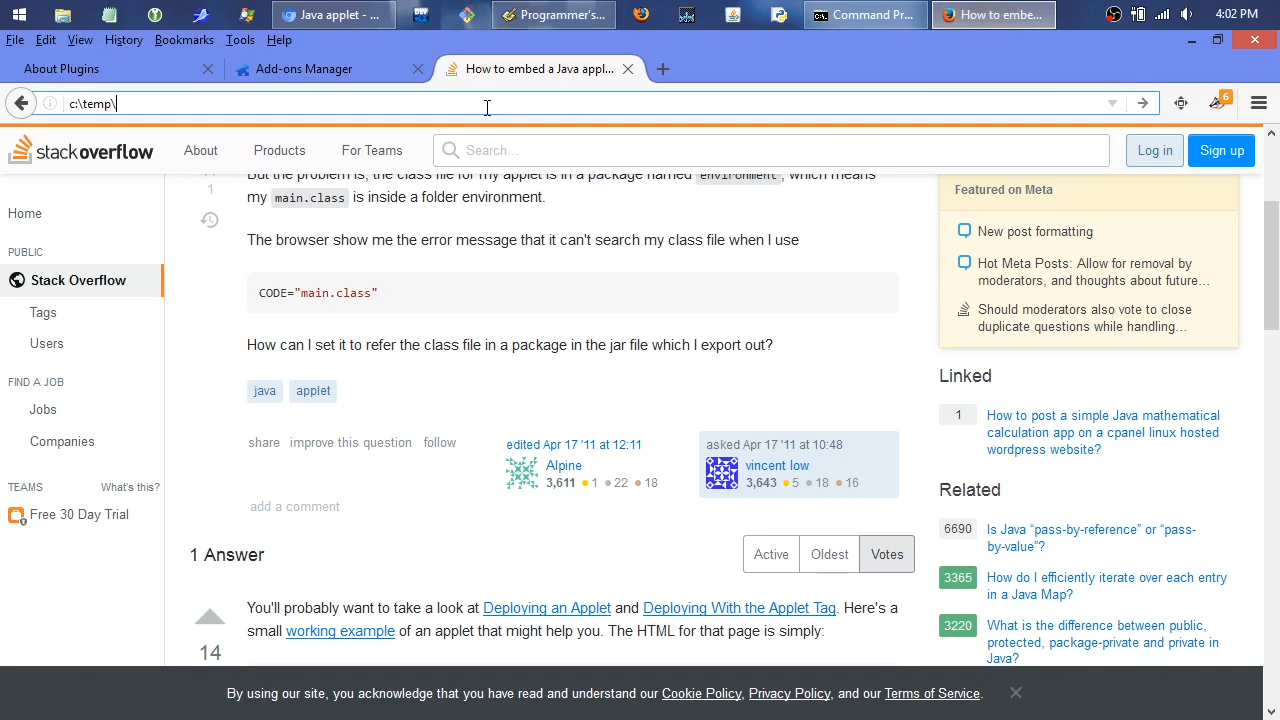 Java applet - ...
Programmer's...
Command Pr...
How to embe...
4:02 PM
File Edit View History Bookmarks Tools Help
About Plugins
Add-ons Manager
How to embed a Java appl...
c:\temp\
6
stackoverflow
About
Products
For Teams
Search...
Log in
Sign up
Home
PUBLIC
Stack Overflow
Tags
Users
FIND A JOB
Jobs
Companies
TEAMS What's this?
Free 30 Day Trial
1
But the problem is, the class file for my applet is in a package named environment, which means
my main.class is inside a folder environment.
The browser show me the error message that it can't search my class file when I use
CODE="main.class"
How can I set it to refer the class file in a package in the jar file which I export out?
java applet
share improve this question follow
edited Apr 17 '11 at 12:11
Alpine
3,611 1 22 18
asked Apr 17 '11 at 10:48
vincent low
3,643 5 18 16
add a comment
1 Answer
Active Oldest Votes
14
You'll probably want to take a look at Deploying an Applet and Deploying With the Applet Tag. Here's a
small working example of an applet that might help you. The HTML for that page is simply:
Featured on Meta
New post formatting
Hot Meta Posts: Allow for removal by
moderators, and thoughts about future...
Should moderators also vote to close
duplicate questions while handling...
Linked
1 How to post a simple Java mathematical
calculation app on a cpanel linux hosted
wordpress website?
Related
6690 Is Java “pass-by-reference” or “pass-
by-value”?
3365 How do I efficiently iterate over each entry
in a Java Map?
3220 What is the difference between public,
protected, package-private and private in
Java?
By using our site, you acknowledge that you have read and understand our Cookie Policy, Privacy Policy, and our Terms of Service.